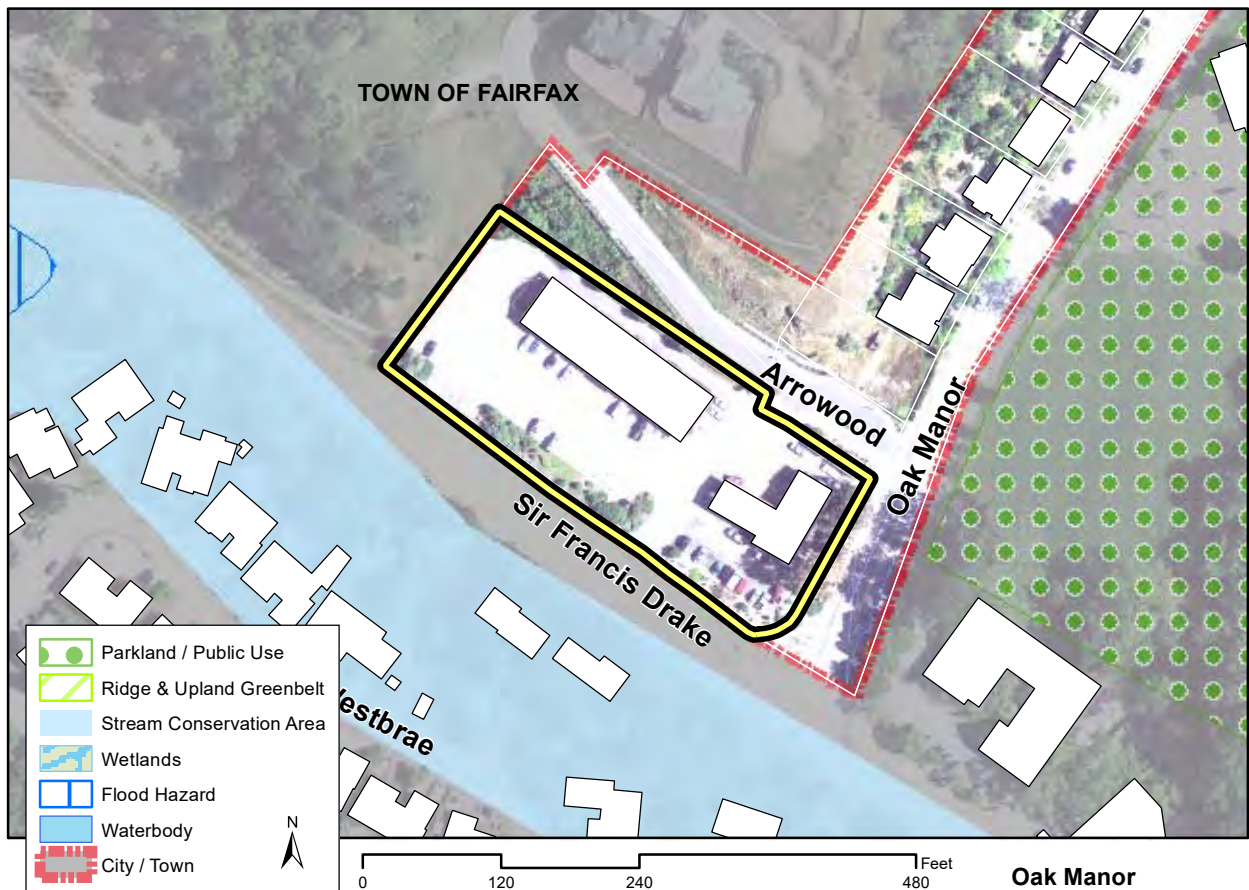 TOWN OF FAIRFAX
Arrowood
Oak Manor
Sir Francis Drake
Parkland / Public Use
Ridge & Upland Greenbelt
Stream Conservation Area
Wetlands
Flood Hazard
Waterbody
City / Town
N
Feet
0 120 240 480
Oak Manor